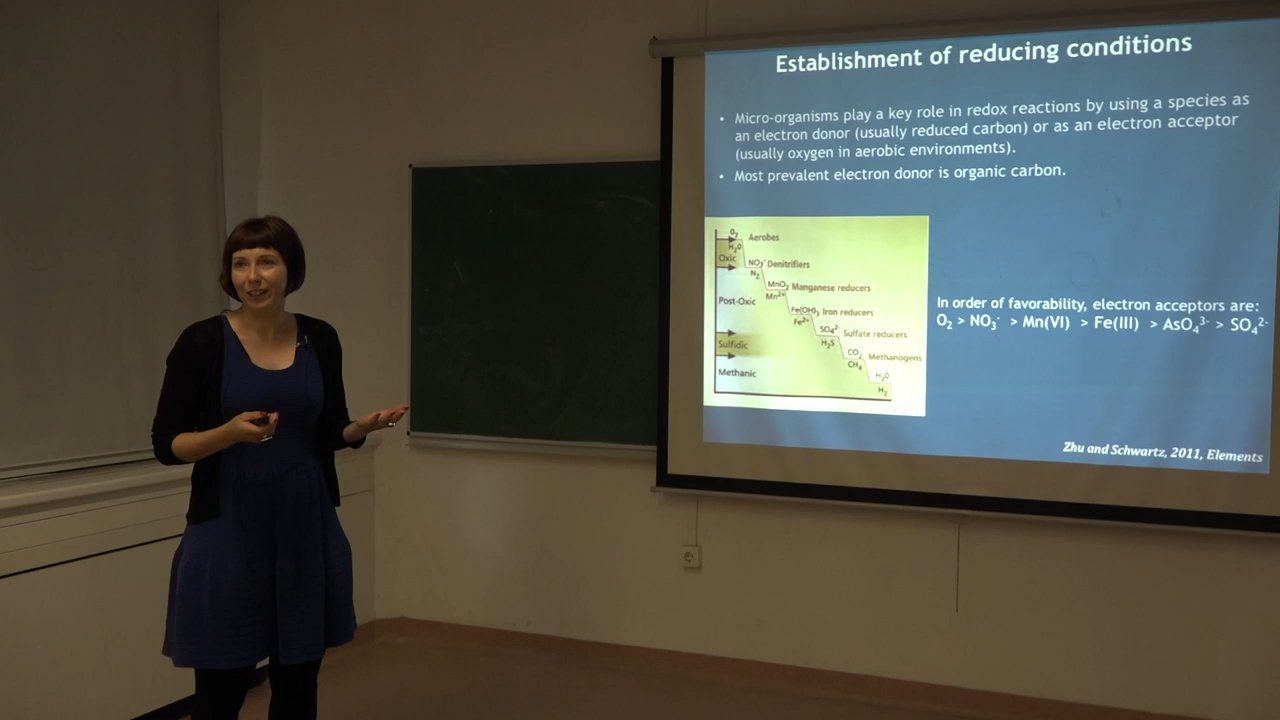 Establishment of reducing conditions
• Micro-organisms play a key role in redox reactions by using a species as
an electron donor (usually reduced carbon) or as an electron acceptor
(usually oxygen in aerobic environments).
• Most prevalent electron donor is organic carbon.
O₂ Aerobes
H₂O
Oxic
NO₃⁻ Denitrifiers
N₂
MnO₂ Manganese reducers
Mn²⁺
Post-Oxic
Fe(OH)₃ Iron reducers
Fe²⁺
SO₄²⁻ Sulfate reducers
H₂S
Sulfidic
CO₂ Methanogens
CH₄
Methanic
H₂O
H₂
In order of favorability, electron acceptors are:
O₂ > NO₃⁻ > Mn(VI) > Fe(III) > AsO₄³⁻ > SO₄²⁻
Zhu and Schwartz, 2011, Elements